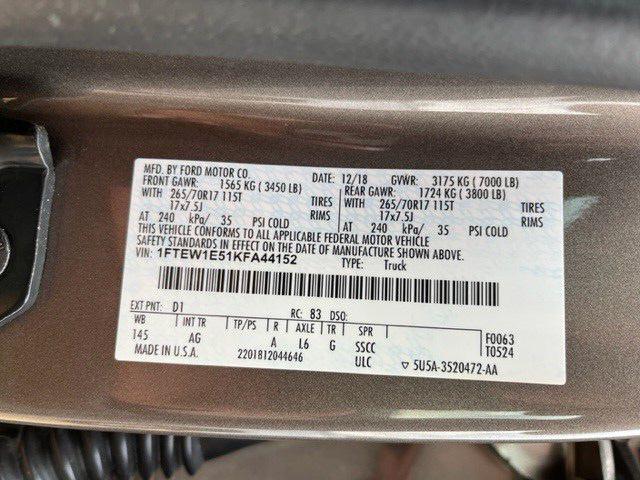 MFD. BY FORD MOTOR CO. DATE: 12/18 GVWR: 3175 KG ( 7000 LB)
FRONT GAWR: 1565 KG ( 3450 LB) REAR GAWR: 1724 KG ( 3800 LB)
WITH 265/70R17 115T TIRES WITH 265/70R17 115T TIRES
17x7.5J RIMS 17x7.5J RIMS
AT 240 kPa/ 35 PSI COLD AT 240 kPa/ 35 PSI COLD
THIS VEHICLE CONFORMS TO ALL APPLICABLE FEDERAL MOTOR VEHICLE
SAFETY STANDARDS IN EFFECT ON THE DATE OF MANUFACTURE SHOWN ABOVE.
VIN: 1FTEW1E51KFA44152 TYPE: Truck
EXT PNT: D1 RC: 83 DSO:
WB INT TR TP/PS R AXLE TR SPR F0063
145 AG A L6 G SSCC T0524
MADE IN U.S.A. 2201812044646 ULC ▽ 5U5A-3520472-AA